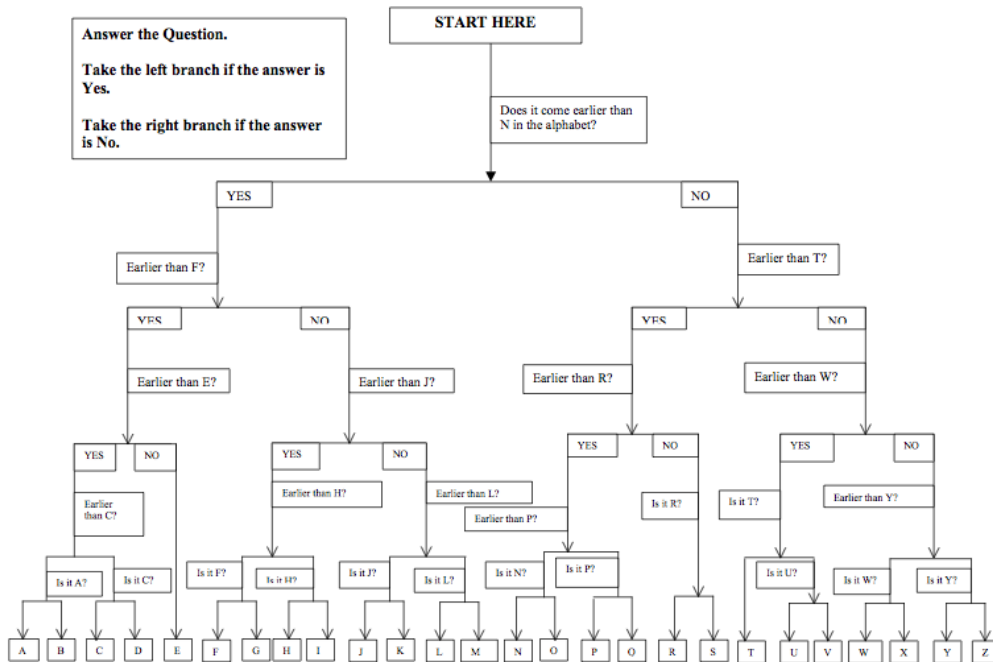 START HERE
Answer the Question.
Take the left branch if the answer is
Yes.
Take the right branch if the answer
is No.
Does it come earlier than
N in the alphabet?
YES
NO
Earlier than F?
Earlier than T?
YES
NO
YES
NO
Earlier than E?
Earlier than J?
Earlier than R?
Earlier than W?
YES
NO
YES
NO
YES
NO
YES
NO
Earlier
than C?
Earlier than H?
Earlier than L?
Earlier than P?
Is it R?
Is it T?
Earlier than Y?
Is it A?
Is it C?
Is it F?
Is it H?
Is it J?
Is it L?
Is it N?
Is it P?
Is it U?
Is it W?
Is it Y?
A B C D E F G H I J K L M N O P Q R S T U V W X Y Z